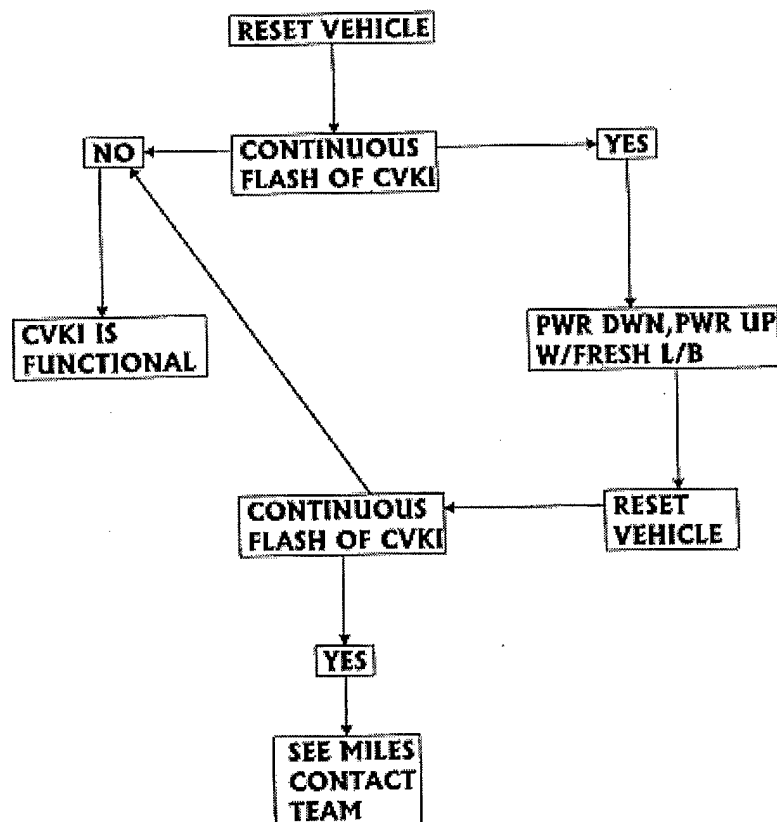 RESET VEHICLE
NO
CONTINUOUS
FLASH OF CVKI
YES
CVKI IS
FUNCTIONAL
PWR DWN,PWR UP
W/FRESH L/B
CONTINUOUS
FLASH OF CVKI
RESET
VEHICLE
YES
SEE MILES
CONTACT
TEAM